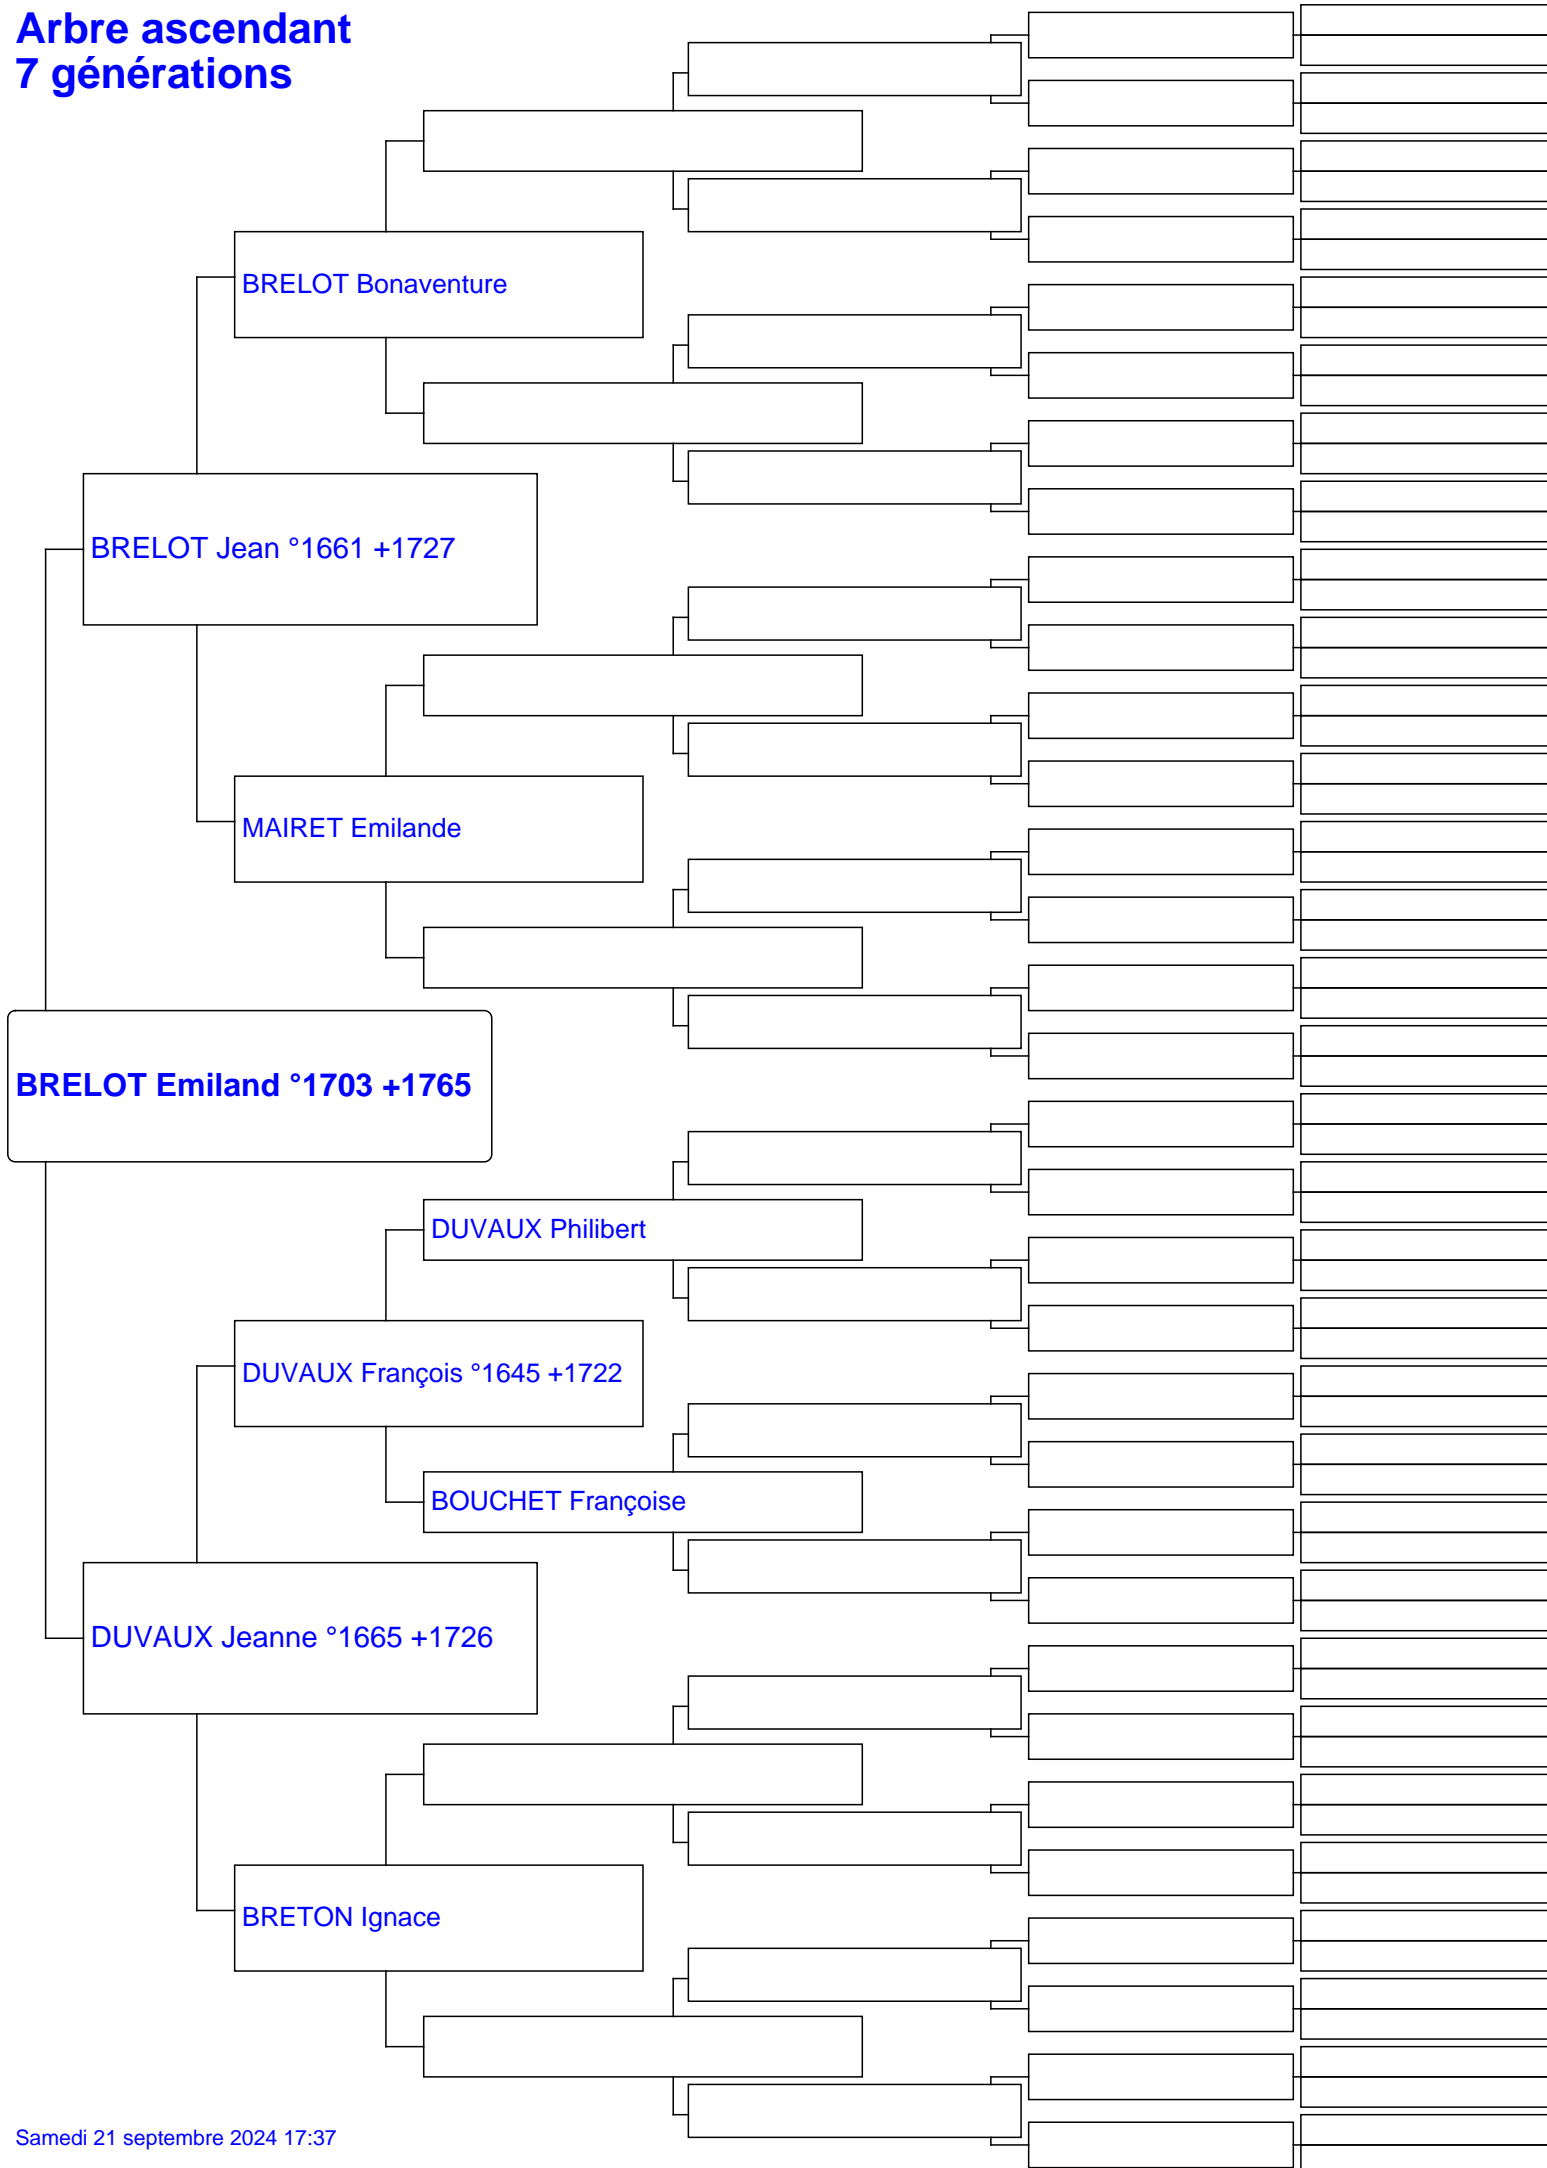 Arbre ascendant
7 générations
BRELOT Bonaventure
BRELOT Jean °1661 +1727
MAIRET Emilande
BRELOT Emiland °1703 +1765
DUVAUX Philibert
DUVAUX François °1645 +1722
BOUCHET Françoise
DUVAUX Jeanne °1665 +1726
BRETON Ignace
Samedi 21 septembre 2024 17:37